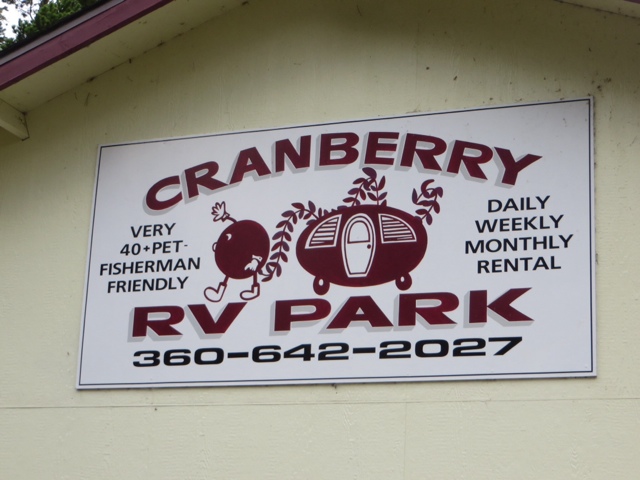 CRANBERRY
VERY
40+PET-
FISHERMAN
FRIENDLY
DAILY
WEEKLY
MONTHLY
RENTAL
RV PARK
360-642-2027